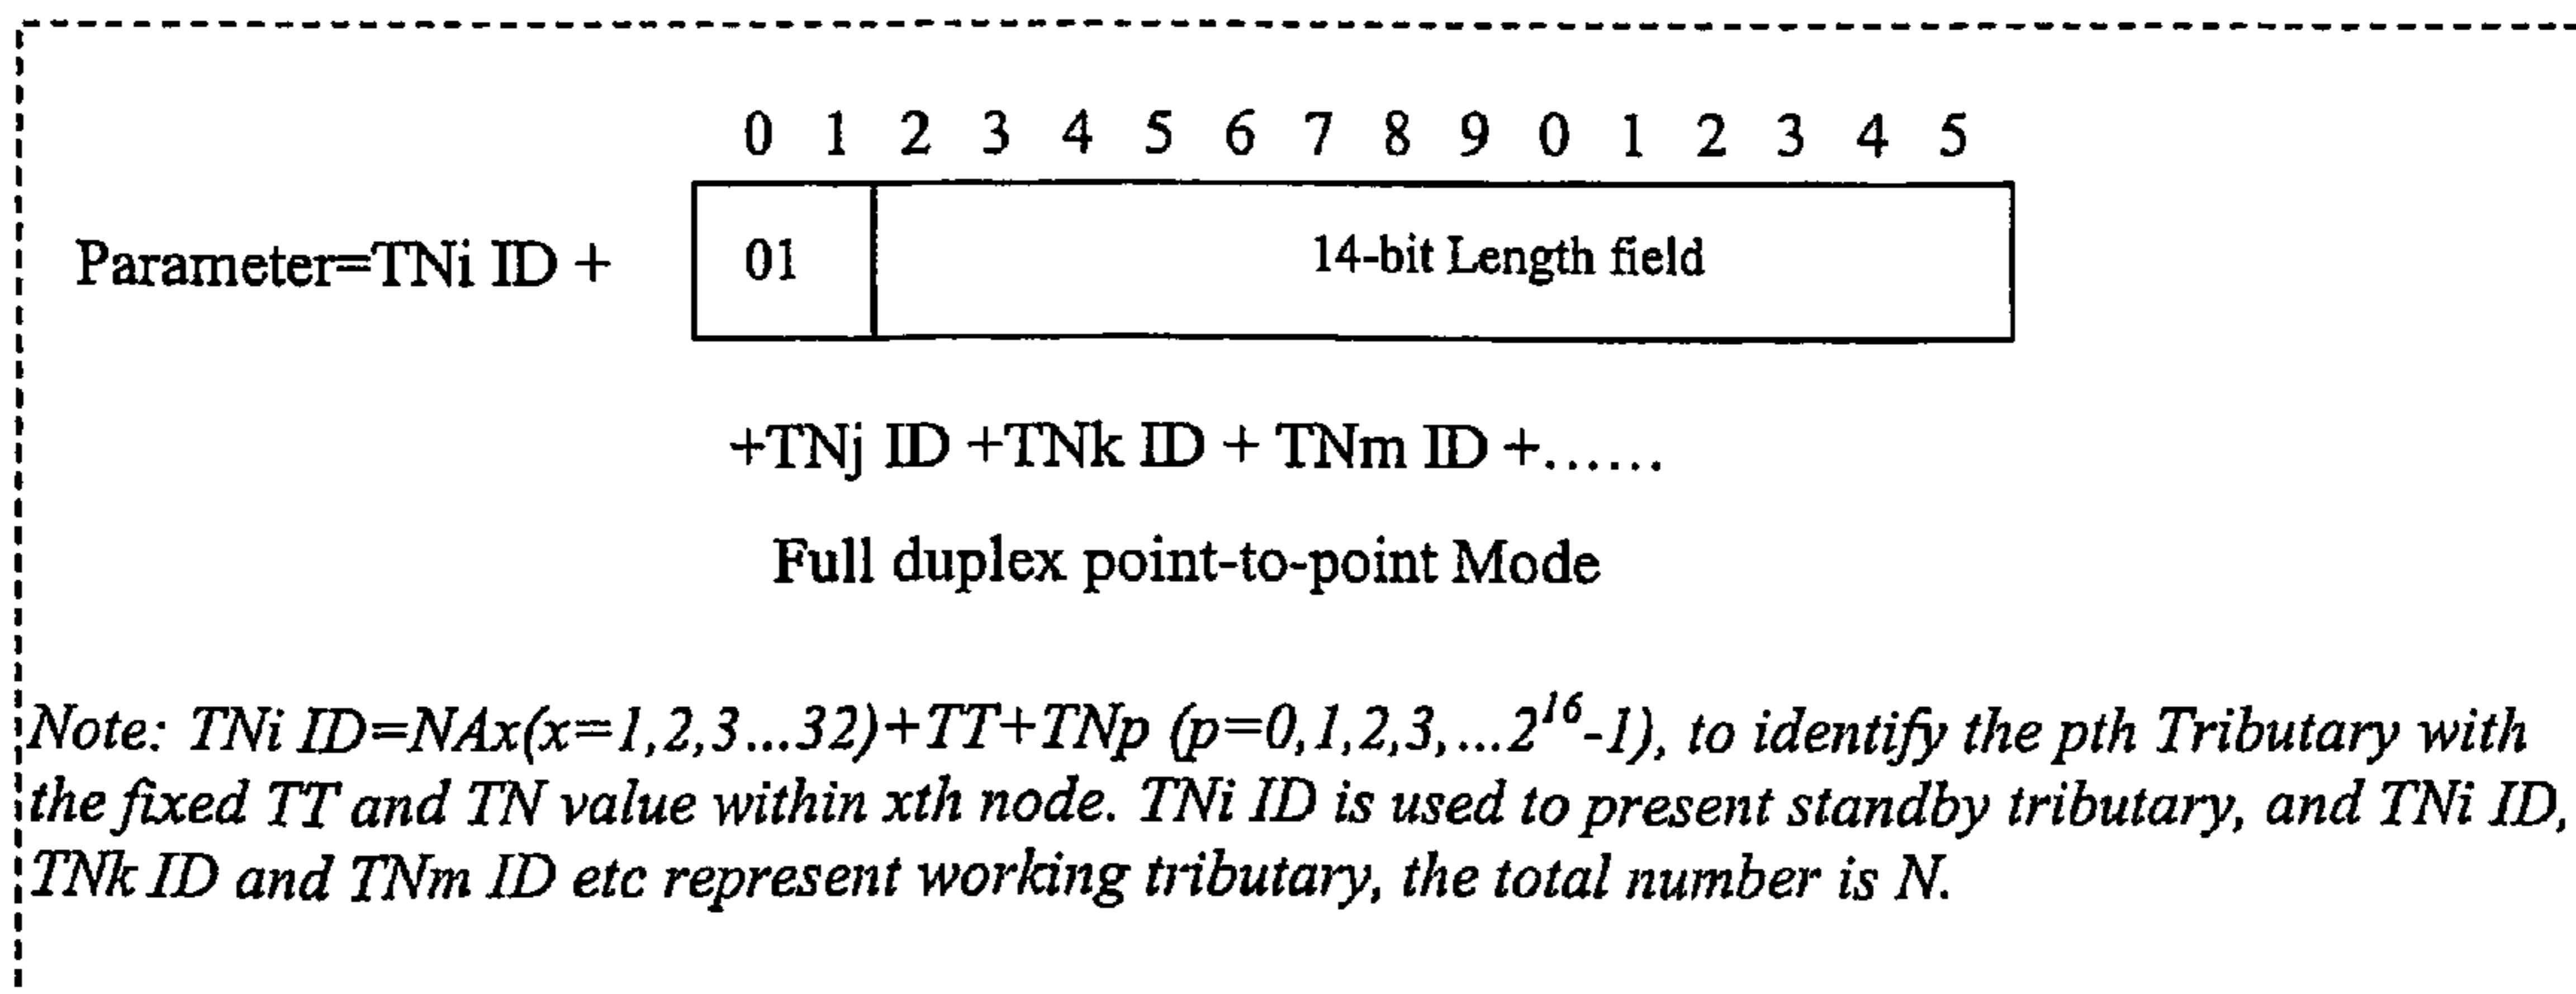 0 1 2 3 4 5 6 7 8 9 0 1 2 3 4 5
Parameter=TNi ID + 01 14-bit Length field
+TNj ID +TNk ID + TNm ID +......
Full duplex point-to-point Mode
Note: TNi ID=NAx(x=1,2,3...32)+TT+TNp (p=0,1,2,3,...2^16-1), to identify the pth Tributary with
the fixed TT and TN value within xth node. TNi ID is used to present standby tributary, and TNi ID,
TNk ID and TNm ID etc represent working tributary, the total number is N.